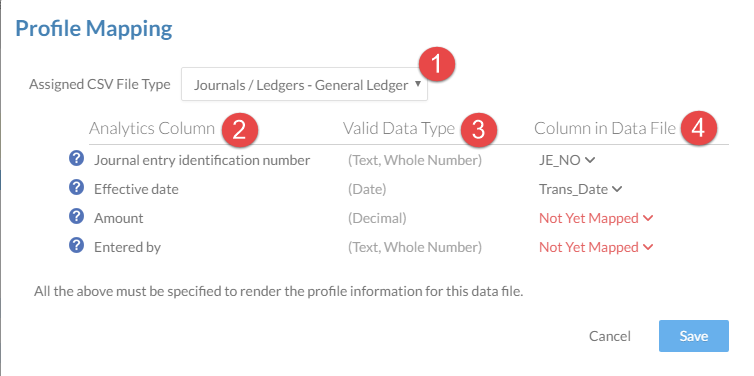 Profile Mapping
1
Assigned CSV File Type Journals / Ledgers - General Ledger
Analytics Column 2 Valid Data Type 3 Column in Data File 4
? Journal entry identification number (Text, Whole Number) JE_NO
? Effective date (Date) Trans_Date
? Amount (Decimal) Not Yet Mapped
? Entered by (Text, Whole Number) Not Yet Mapped
All the above must be specified to render the profile information for this data file.
Cancel Save